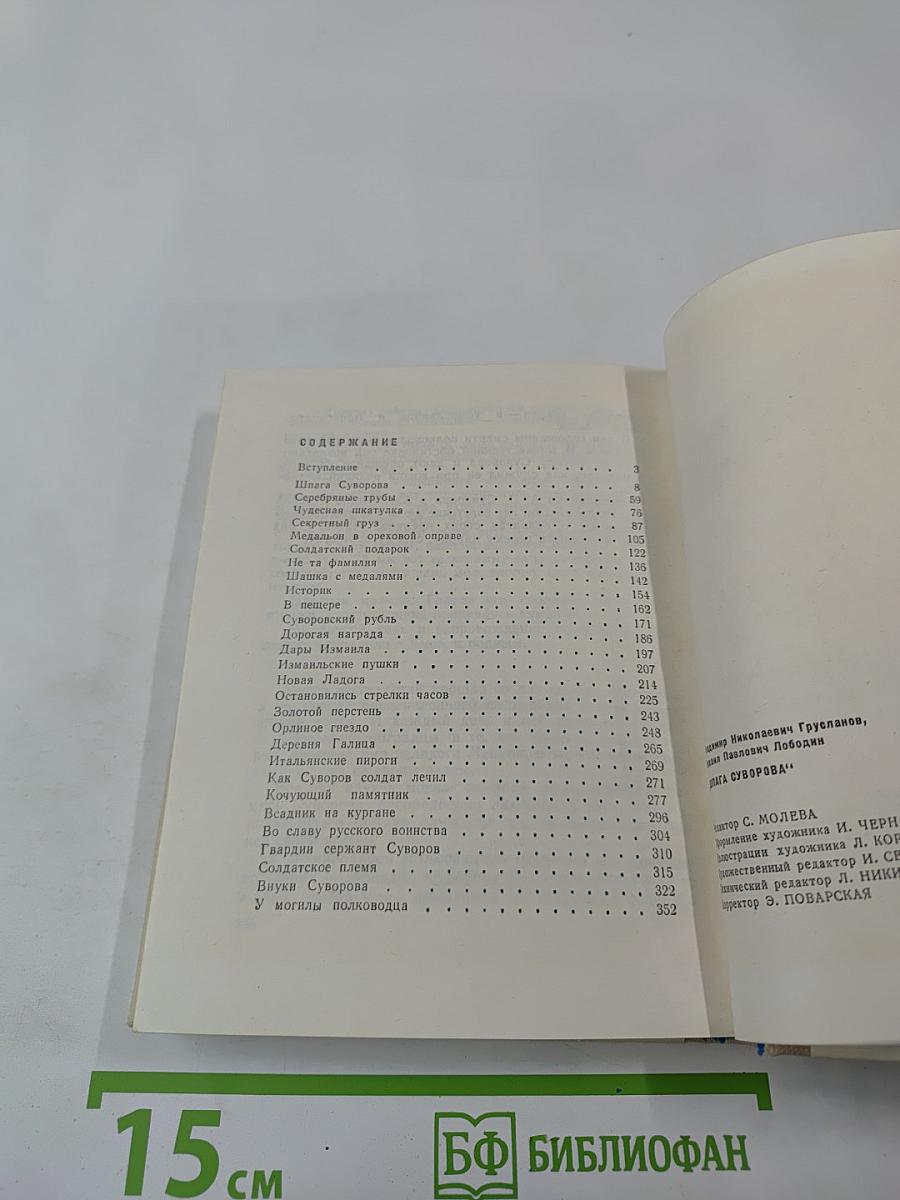 СОДЕРЖАНИЕ
Вступление . . . . . . . . . . . . . . . 3
Шпага Суворова . . . . . . . . . . . . . 8
Серебряные трубы . . . . . . . . . . . . 59
Чудесная шкатулка . . . . . . . . . . . . 76
Секретный груз . . . . . . . . . . . . . 87
Медальон в ореховой оправе . . . . . . . . 105
Солдатский подарок . . . . . . . . . . . . 122
Не та фамилия . . . . . . . . . . . . . 136
Шашка с медалями . . . . . . . . . . . . 142
Историк . . . . . . . . . . . . . . . 154
В пещере . . . . . . . . . . . . . . . 162
Суворовский рубль . . . . . . . . . . . . 171
Дорогая награда . . . . . . . . . . . . . 186
Дары Измаила . . . . . . . . . . . . . 197
Измаильские пушки . . . . . . . . . . . . 207
Новая Ладога . . . . . . . . . . . . . 214
Остановились стрелки часов . . . . . . . . . 225
Золотой перстень . . . . . . . . . . . . 243
Орлиное гнездо . . . . . . . . . . . . . 248
Деревня Галица . . . . . . . . . . . . . 265
Итальянские пироги . . . . . . . . . . . . 269
Как Суворов солдат лечил . . . . . . . . . 271
Кочующий памятник . . . . . . . . . . . . 277
Всадник на кургане . . . . . . . . . . . . 296
Во славу русского воинства . . . . . . . . . 304
Гвардии сержант Суворов . . . . . . . . . . 310
Солдатское племя . . . . . . . . . . . . 315
Внуки Суворова . . . . . . . . . . . . . 322
У могилы полководца . . . . . . . . . . . 352
Николаевич Грусланов,
Павлович Лободин
СУВОРОВА“
С. МОЛЕВА
художника И. ЧЕРН
художника Л. КОР
редактор И. СЕ
редактор Л. НИКИ
Э. ПОВАРСКАЯ
15 см
БФ БИБЛИОФАН